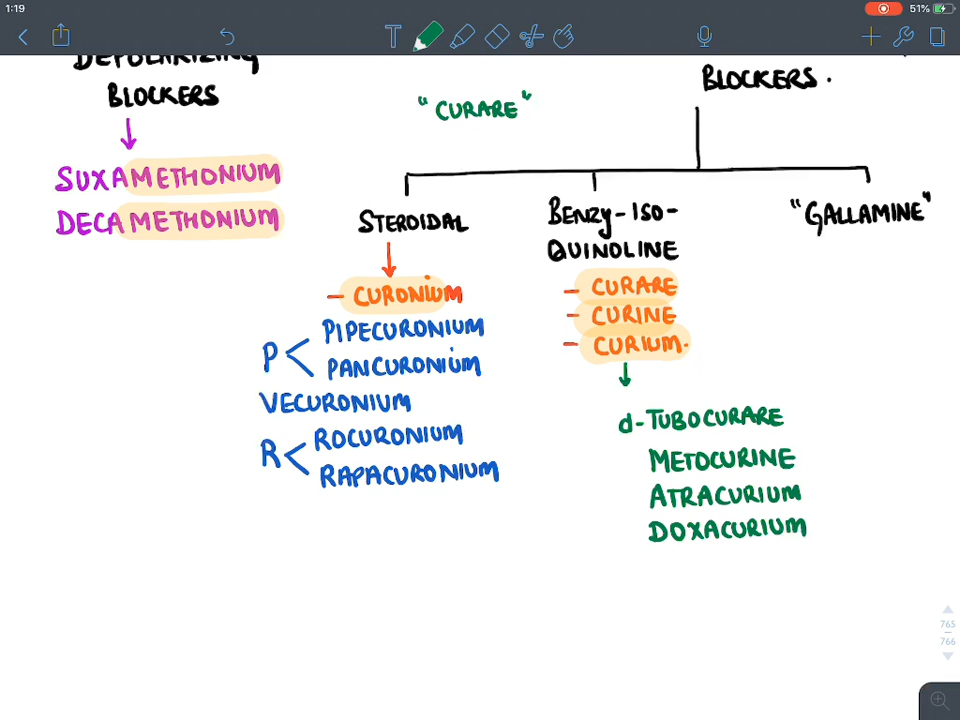 1:19
51%
T
DEPOLARIZING
BLOCKERS
SUXAMETHONIUM
DECAMETHONIUM
"CURARE"
BLOCKERS.
STEROIDAL
- CURONIUM
P
PIPECURONIUM
PANCURONIUM
VECURONIUM
R
ROCURONIUM
RAPACURONIUM
BENZY-ISO-
QUINOLINE
- CURARE
- CURINE
- CURIUM.
d-TUBOCURARE
METOCURINE
ATRACURIUM
DOXACURIUM
"GALLAMINE"
765
766